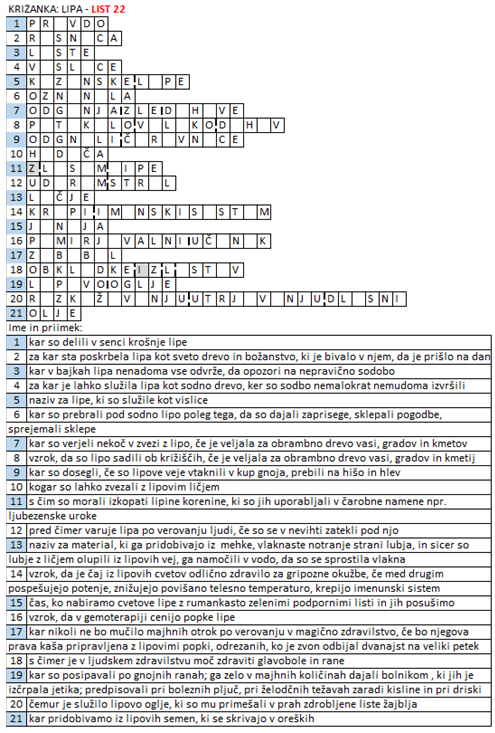 KRIŽANKA: LIPA - LIST 22
1 P R V D O
2 R S N C A
3 L S T E
4 V S L C E
5 K Z N S K E L P E
6 O Z N N L A
7 O D G N J A Z L E D H V E
8 P T K L O V L K O D H V
9 O D G N L I Č R V N C E
10 H D Č A
11 Z L S M I P E
12 U D R M S T R L
13 L Č J E
14 K R P I I M N S K I S S T M
15 J N J A
16 P M I R J V A L N I U Č N K
17 Z B B L
18 O B K L D K E I Z L S T V
19 L P V O O G L J E
20 R Z K Ž V N J U U T R J V N J U D L S N I
21 O L J E
Ime in priimek:
1 kar so delili v senci krošnje lipe
2 za kar sta poskrbela lipa kot sveto drevo in božanstvo, ki je bivalo v njem, da je prišlo na dan
3 kar v bajkah lipa nenadoma vse odvrže, da opozori na nepravično sodobo
4 za kar je lahko služila lipa kot sodno drevo, ker so sodbo nemalokrat nemudoma izvršili
5 naziv za lipe, ki so služile kot vislice
6 kar so prebrali pod sodno lipo poleg tega, da so dajali zaprisege, sklepali pogodbe,
sprejemali sklepe
7 kar so verjeli nekoč v zvezi z lipo, če je veljala za obrambno drevo vasi, gradov in kmetov
8 vzrok, da so lipo sadili ob križiščih, če je veljala za obrambno drevo vasi, gradov in kmetij
9 kar so dosegli, če so lipove veje vtaknili v kup gnoja, prebili na hišo in hlev
10 kogar so lahko zvezali z lipovim ličjem
11 s čim so morali izkopati lipine korenine, ki so jih uporabljali v čarobne namene npr.
ljubezenske uroke
12 pred čimer varuje lipa po verovanju ljudi, če so se v nevihti zatekli pod njo
13 naziv za material, ki ga pridobivajo iz mehke, vlaknaste notranje strani lubja, in sicer so
lubje z ličjem olupili iz lipovih vej, ga namočili v vodo, da so se sprostila vlakna
14 vzrok, da je čaj iz lipovih cvetov odlično zdravilo za gripozne okužbe, če med drugim
pospešujejo potenje, znižujejo povišano telesno temperaturo, krepijo imenunski sistem
15 čas, ko nabiramo cvetove lipe z rumankasto zelenimi podpornimi listi in jih posušimo
16 vzrok, da v gemoterapiji cenijo popke lipe
17 kar nikoli ne bo mučilo majhnih otrok po verovanju v magično zdravilstvo, če bo njegova
prava kaša pripravljena z lipovimi popki, odrezanih, ko je zvon odbijal dvanajst na veliki petek
18 s čimer je v ljudskem zdravilstvu moč zdraviti glavobole in rane
19 kar so posipavali po gnojnih ranah; ga zelo v majhnih količinah dajali bolnikom , ki jih je
izčrpala jetika; predpisovali pri boleznih pljuč, pri želodčnih težavah zaradi kisline in pri driski
20 čemur je služilo lipovo oglje, ki so mu primešali v prah zdrobljene liste žajblja
21 kar pridobivamo iz lipovih semen, ki se skrivajo v oreških